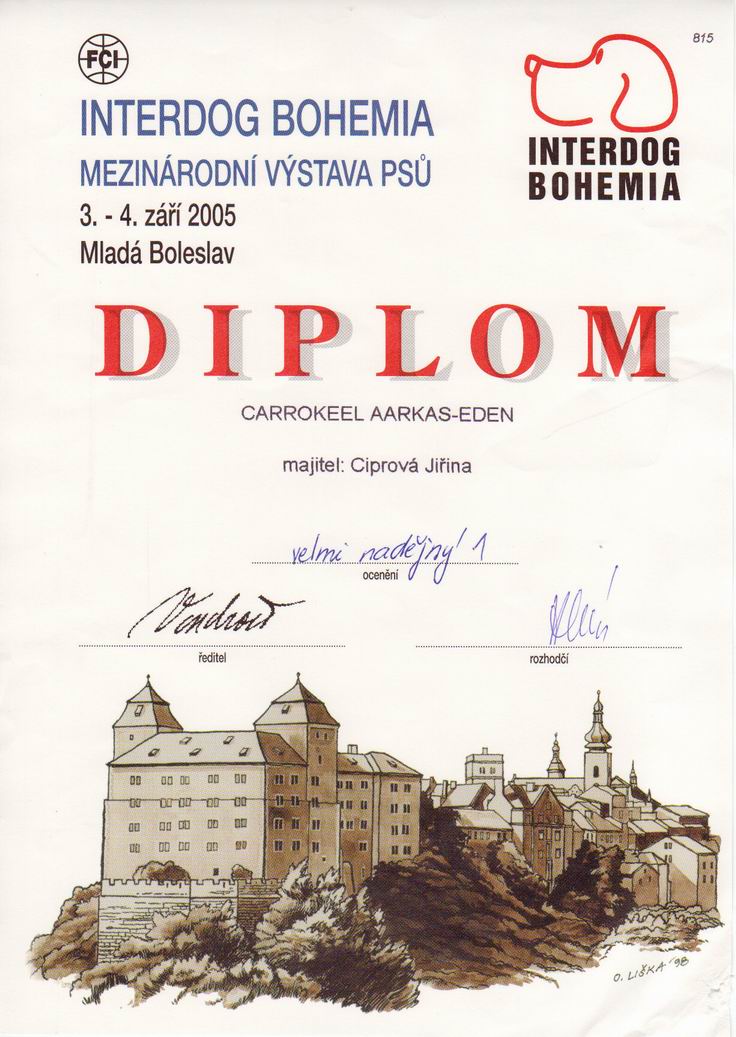 815
FCI
INTERDOG BOHEMIA
MEZINÁRODNÍ VÝSTAVA PSŮ
3. - 4. září 2005
Mladá Boleslav
INTERDOG
BOHEMIA
DIPLOM
CARROKEEL AARKAS-EDEN
majitel: Ciprová Jiřina
velmi nadějný 1
ocenění
ředitel
rozhodčí
O. LIŠKA '98